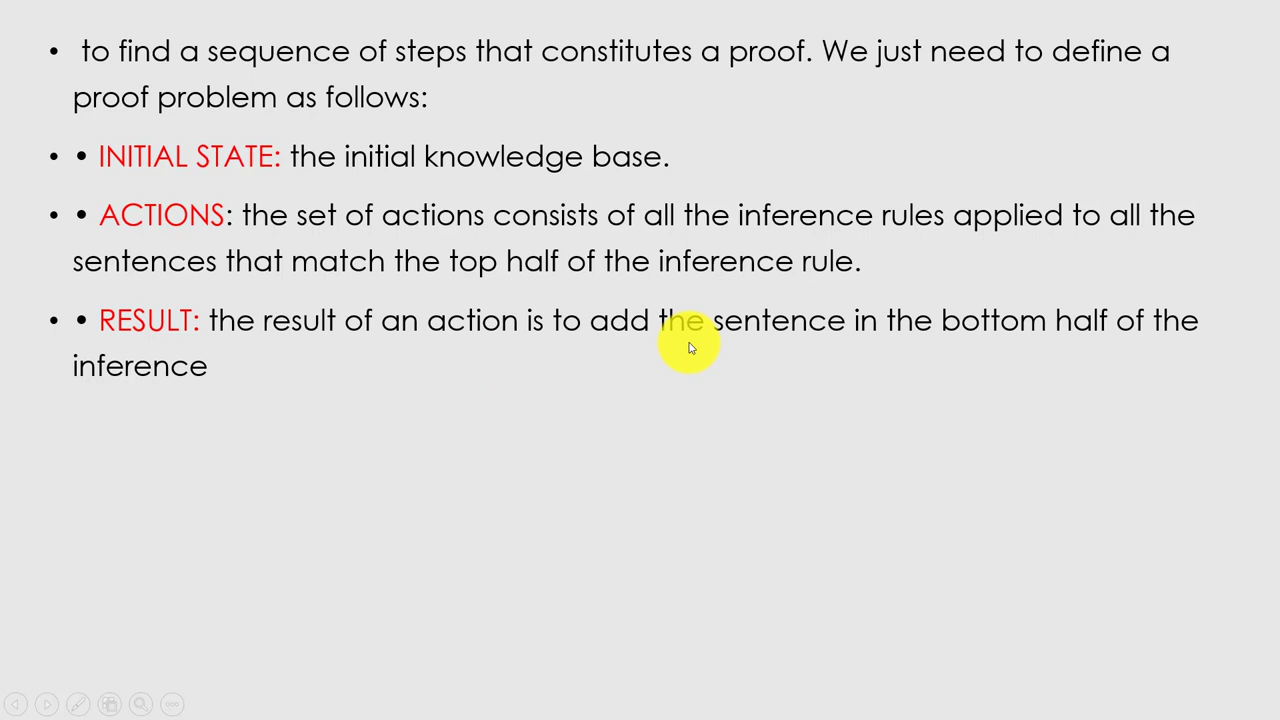 • to find a sequence of steps that constitutes a proof. We just need to define a
proof problem as follows:
• • INITIAL STATE: the initial knowledge base.
• • ACTIONS: the set of actions consists of all the inference rules applied to all the
sentences that match the top half of the inference rule.
• • RESULT: the result of an action is to add the sentence in the bottom half of the
inference